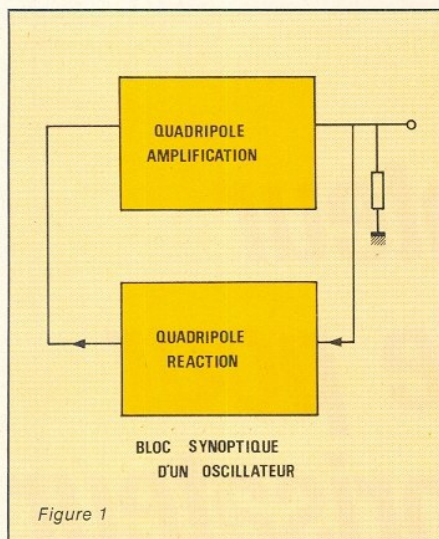 QUADRIPOLE
AMPLIFICATION
QUADRIPOLE
REACTION
BLOC SYNOPTIQUE
D'UN OSCILLATEUR
Figure 1